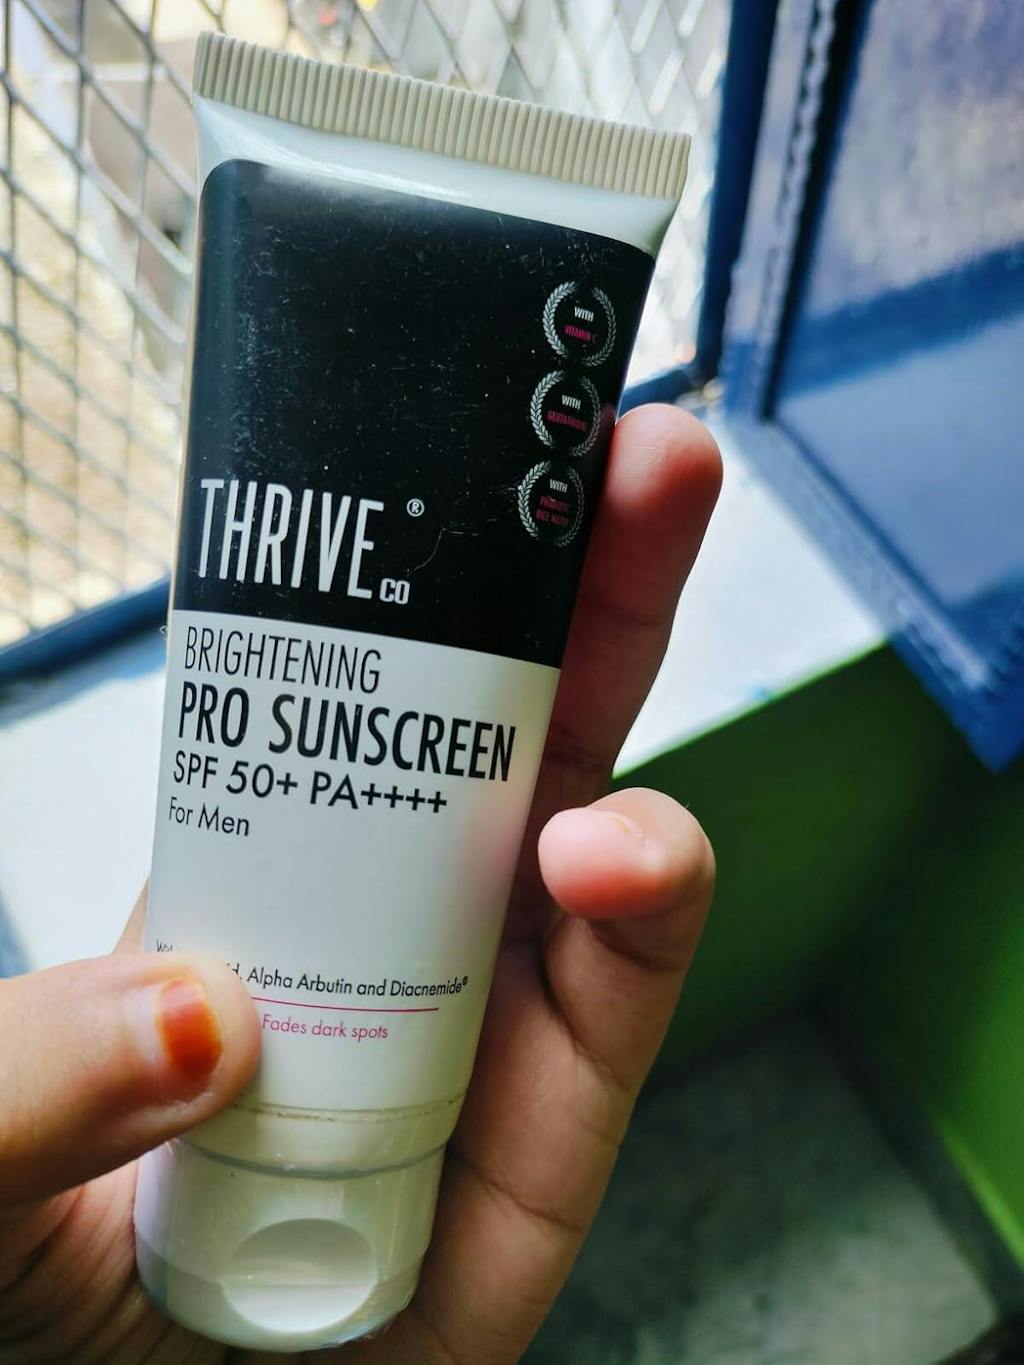 WITH
VITAMIN C
WITH
GLUTATHIONE
WITH
PROBIOTIC
RICE WATER
THRIVE®
CO
BRIGHTENING
PRO SUNSCREEN
SPF 50+ PA++++
For Men
Alpha Arbutin and Diacnemide®
Fades dark spots